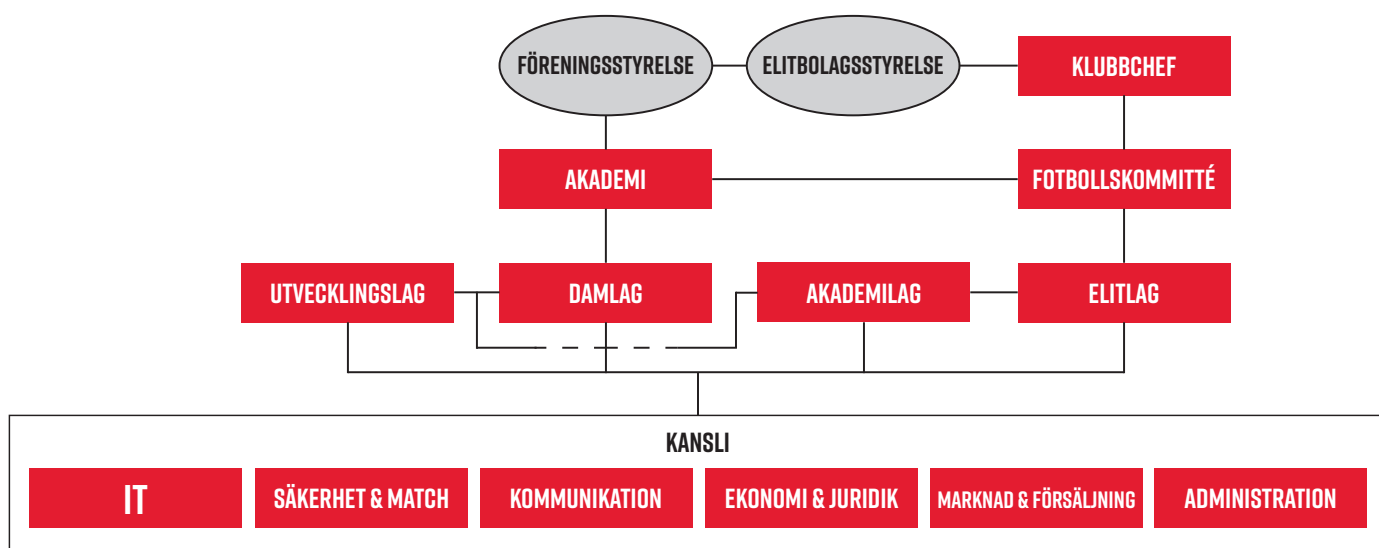 FÖRENINGSSTYRELSE
ELITBOLAGSSTYRELSE
KLUBBCHEF
AKADEMI
FOTBOLLSKOMMITTÉ
UTVECKLINGSLAG
DAMLAG
AKADEMILAG
ELITLAG
KANSLI
IT
SÄKERHET & MATCH
KOMMUNIKATION
EKONOMI & JURIDIK
MARKNAD & FÖRSÄLJNING
ADMINISTRATION